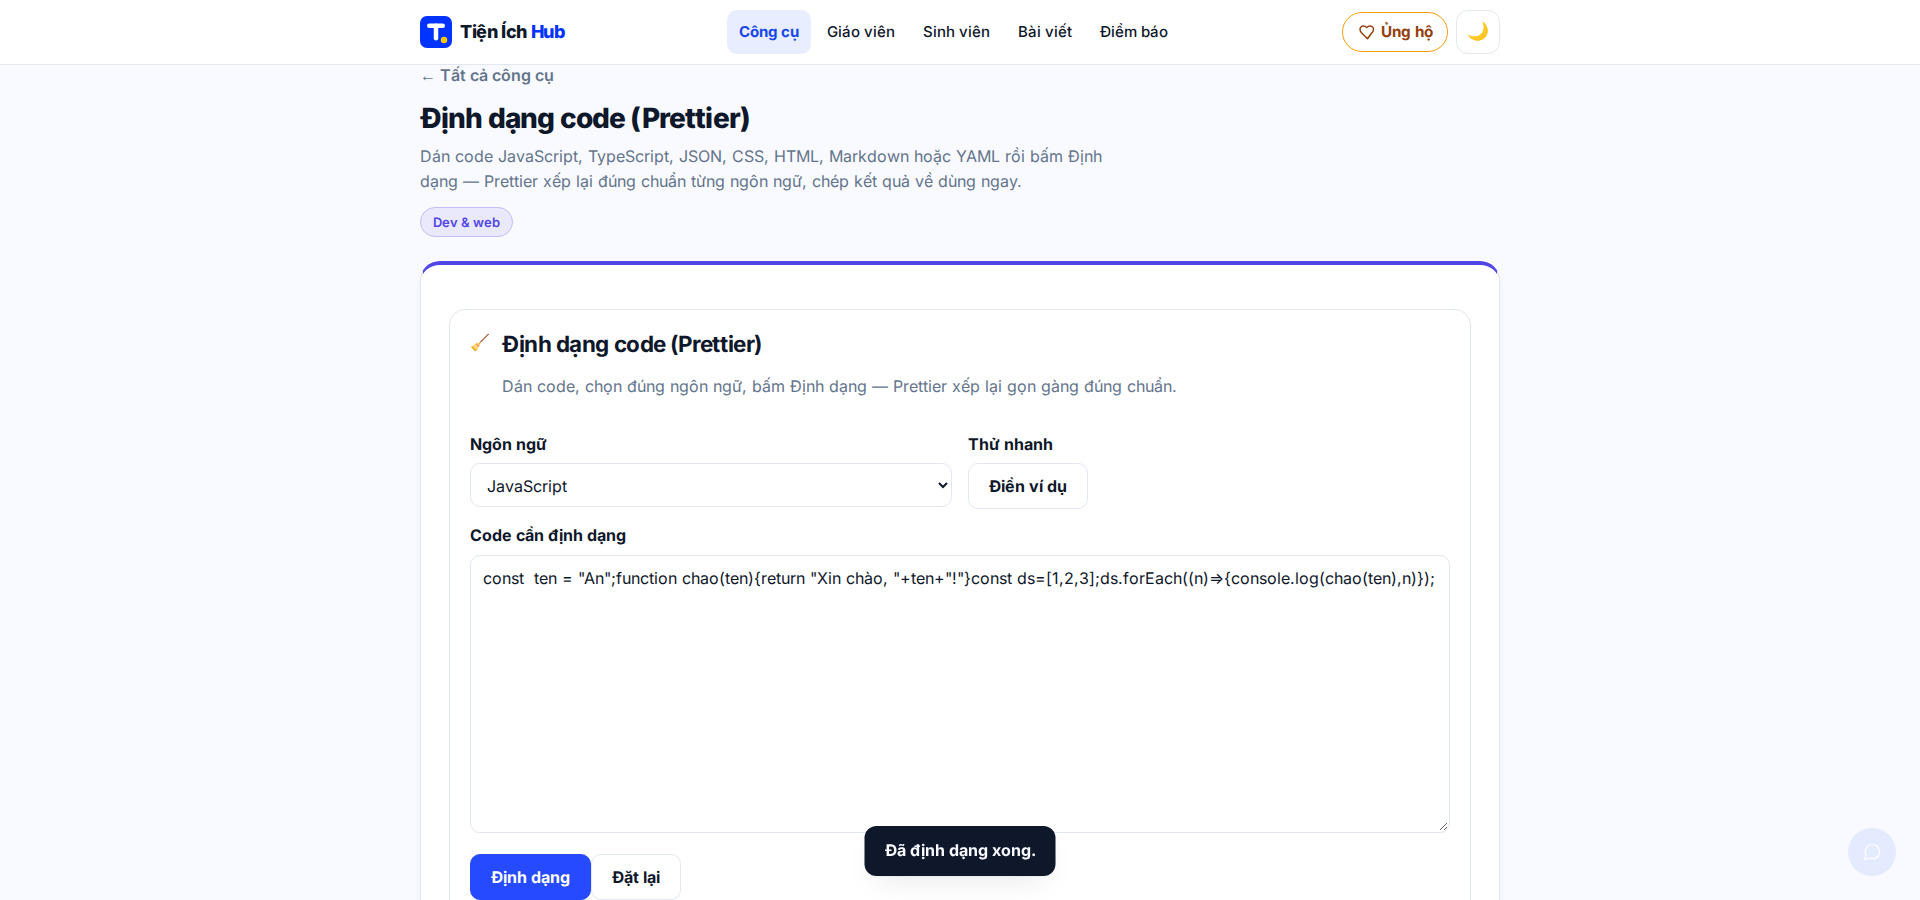 Tiện Ích Hub
Công cụ
Giáo viên
Sinh viên
Bài viết
Điểm báo
Ủng hộ
← Tất cả công cụ
Định dạng code (Prettier)
Dán code JavaScript, TypeScript, JSON, CSS, HTML, Markdown hoặc YAML rồi bấm Định
dạng — Prettier xếp lại đúng chuẩn từng ngôn ngữ, chép kết quả về dùng ngay.
Dev & web
Định dạng code (Prettier)
Dán code, chọn đúng ngôn ngữ, bấm Định dạng — Prettier xếp lại gọn gàng đúng chuẩn.
Ngôn ngữ
Thử nhanh
JavaScript
Điền ví dụ
Code cần định dạng
const  ten = "An";function chao(ten){return "Xin chào, "+ten+"!"}const ds=[1,2,3];ds.forEach((n)=>{console.log(chao(ten),n)});
Đã định dạng xong.
Định dạng
Đặt lại